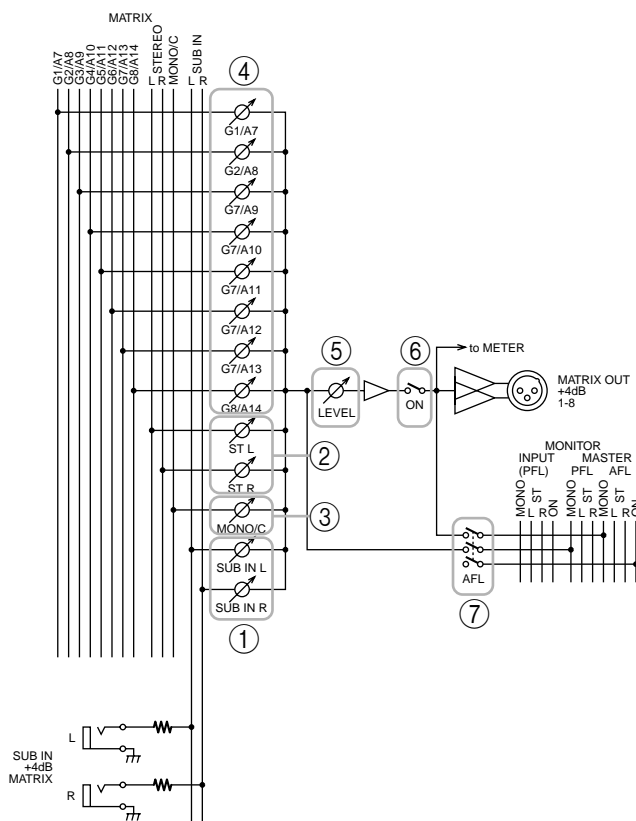 MATRIX
G1/A7
G2/A8
G3/A9
G4/A10
G5/A11
G6/A12
G7/A13
G8/A14
L STEREO
R
MONO/C
L SUB IN
R
4
G1/A7
G2/A8
G7/A9
G7/A10
G7/A11
G7/A12
G7/A13
G8/A14
ST L
ST R
2
MONO/C
3
SUB IN L
SUB IN R
1
5
LEVEL
6
ON
to METER
MATRIX OUT
+4dB
1-8
MONITOR
INPUT
(PFL)
MASTER
PFL
AFL
MONO
L ST
R
ON
MONO
L ST
R
MONO
L ST
R
ON
AFL
7
SUB IN
+4dB
MATRIX
L
R